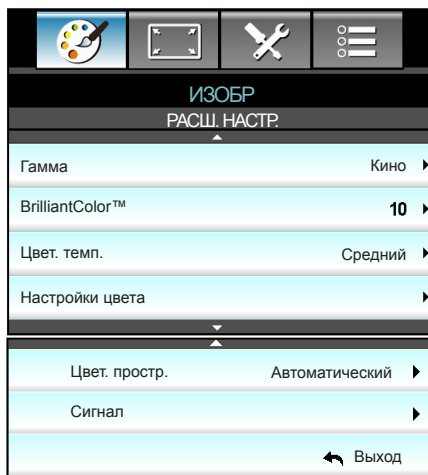 ИЗОБР
РАСШ. НАСТР.
Гамма Кино
BrilliantColor™ 10
Цвет. темп. Средний
Настройки цвета
Цвет. простр. Автоматический
Сигнал
Выход